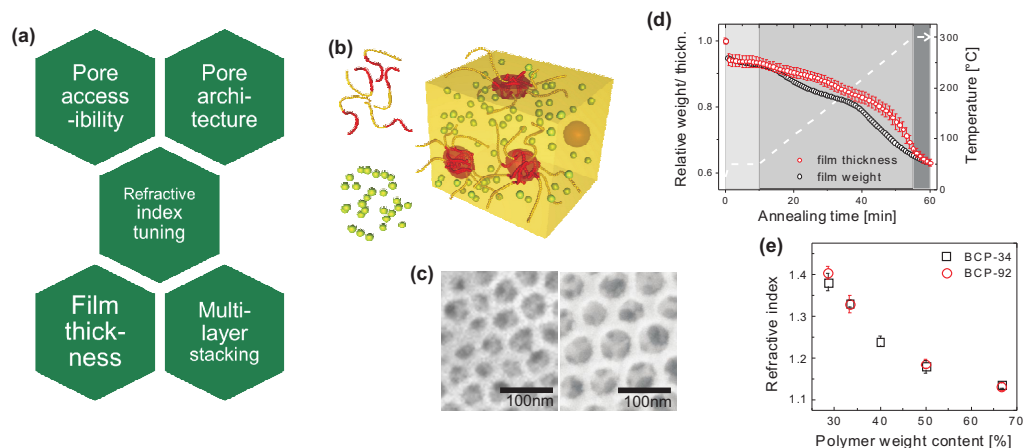 (a)
Pore
access
-ibility
Pore
archi-
tecture
Refractive
index
tuning
Film
thick-
ness
Multi-
layer
stacking
(b)
(c)
100nm
100nm
(d)
Relative weight/ thickn.
1.0
0.8
0.6
film thickness
film weight
0
20
40
60
Annealing time [min]
300
200
100
0
Temperature [°C]
(e)
Refractive index
1.4
1.3
1.2
1.1
BCP-34
BCP-92
30
40
50
60
70
Polymer weight content [%]